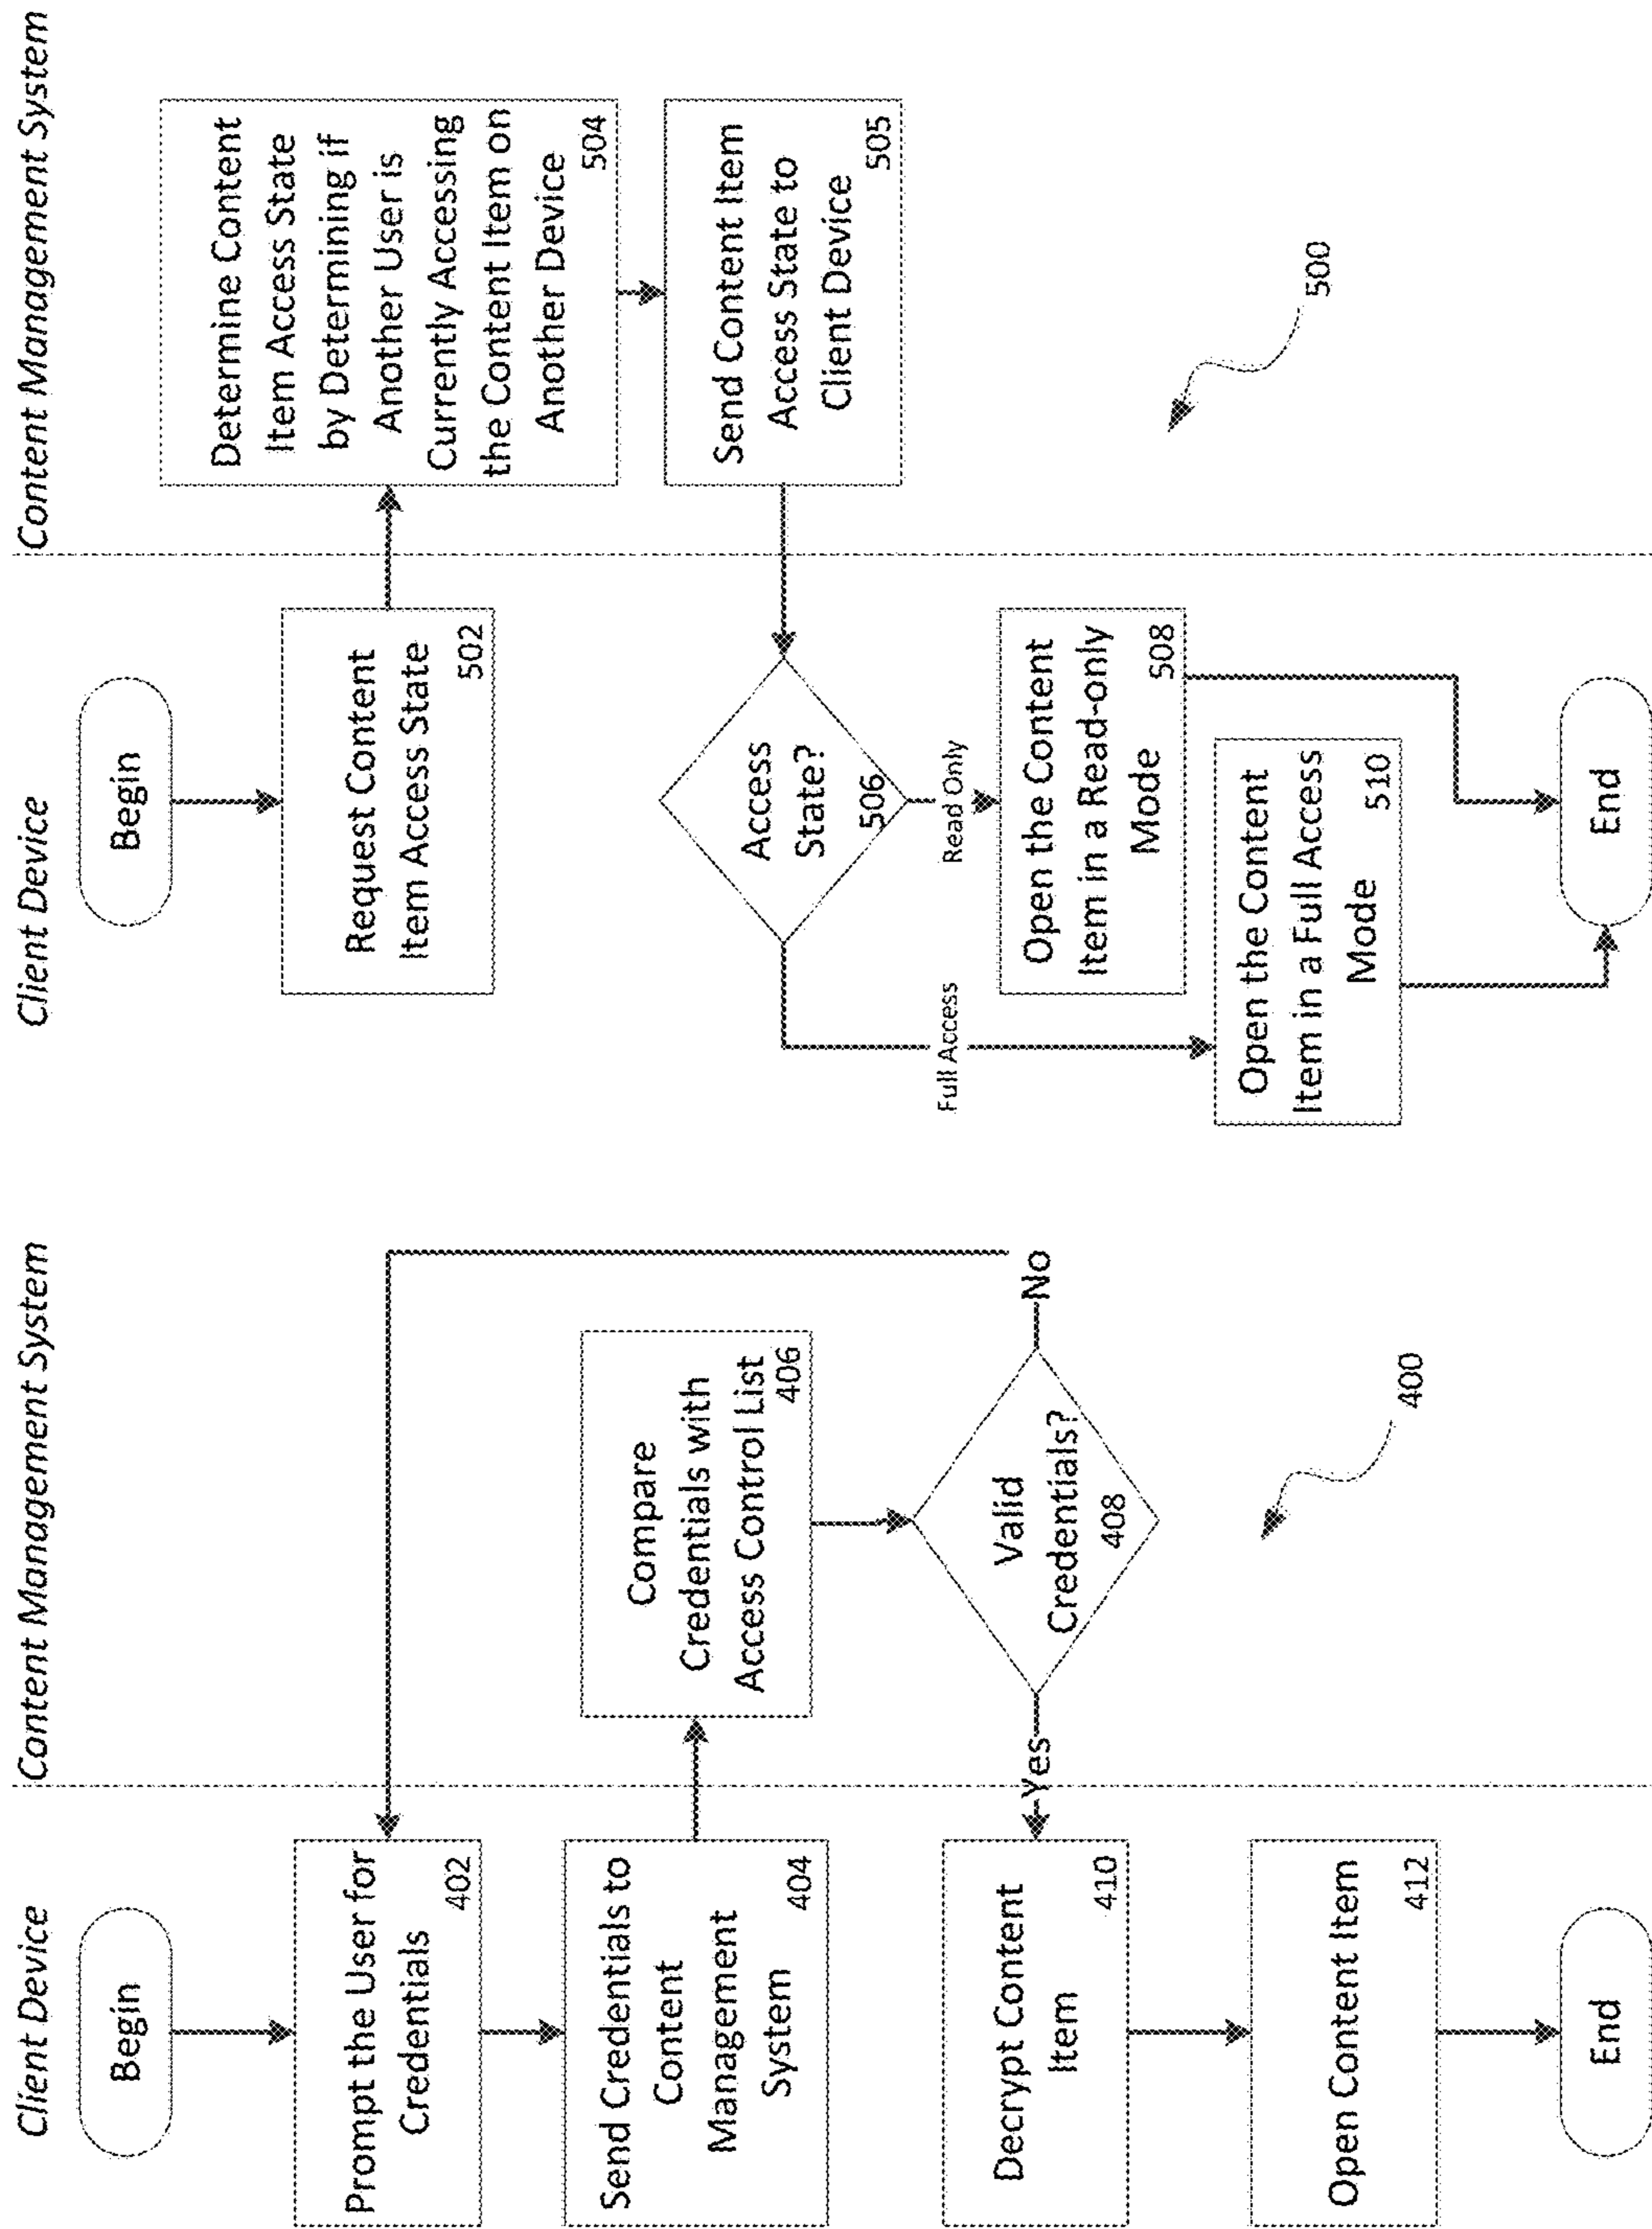 Client Device
Content Management System
Begin
Prompt the User for
Credentials
402
Send Credentials to
Content
Management
System
404
Compare
Credentials with
Access Control List
406
Valid
Credentials?
408
No
Yes
Decrypt Content
Item
410
Open Content Item
412
End
400
Client Device
Content Management System
Begin
Request Content
Item Access State
502
Determine Content
Item Access State
by Determining if
Another User is
Currently Accessing
the Content Item on
Another Device
504
Send Content Item
Access State to
Client Device
505
Access
State?
506
Read Only
Full Access
Open the Content
Item in a Read-only
Mode
508
Open the Content
Item in a Full Access
Mode
510
End
500